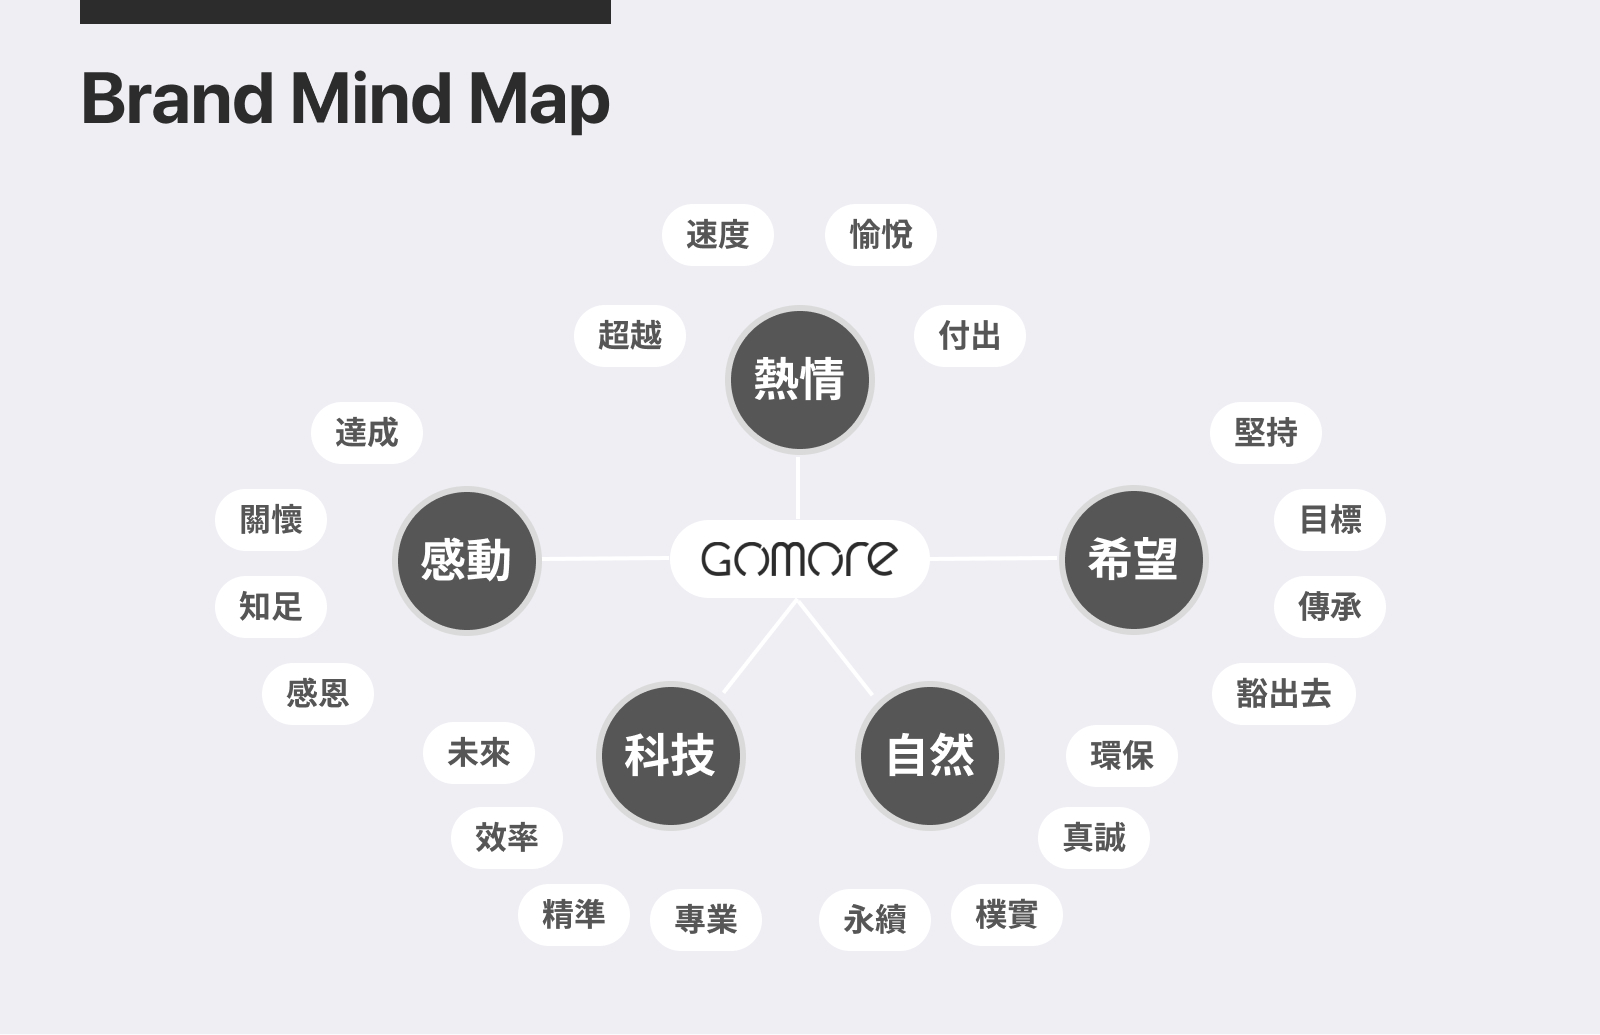 Brand Mind Map
速度
愉悅
超越
熱情
付出
達成
堅持
關懷
感動
GOMORE
希望
目標
知足
傳承
感恩
豁出去
未來
科技
自然
環保
效率
真誠
精準
專業
永續
樸實